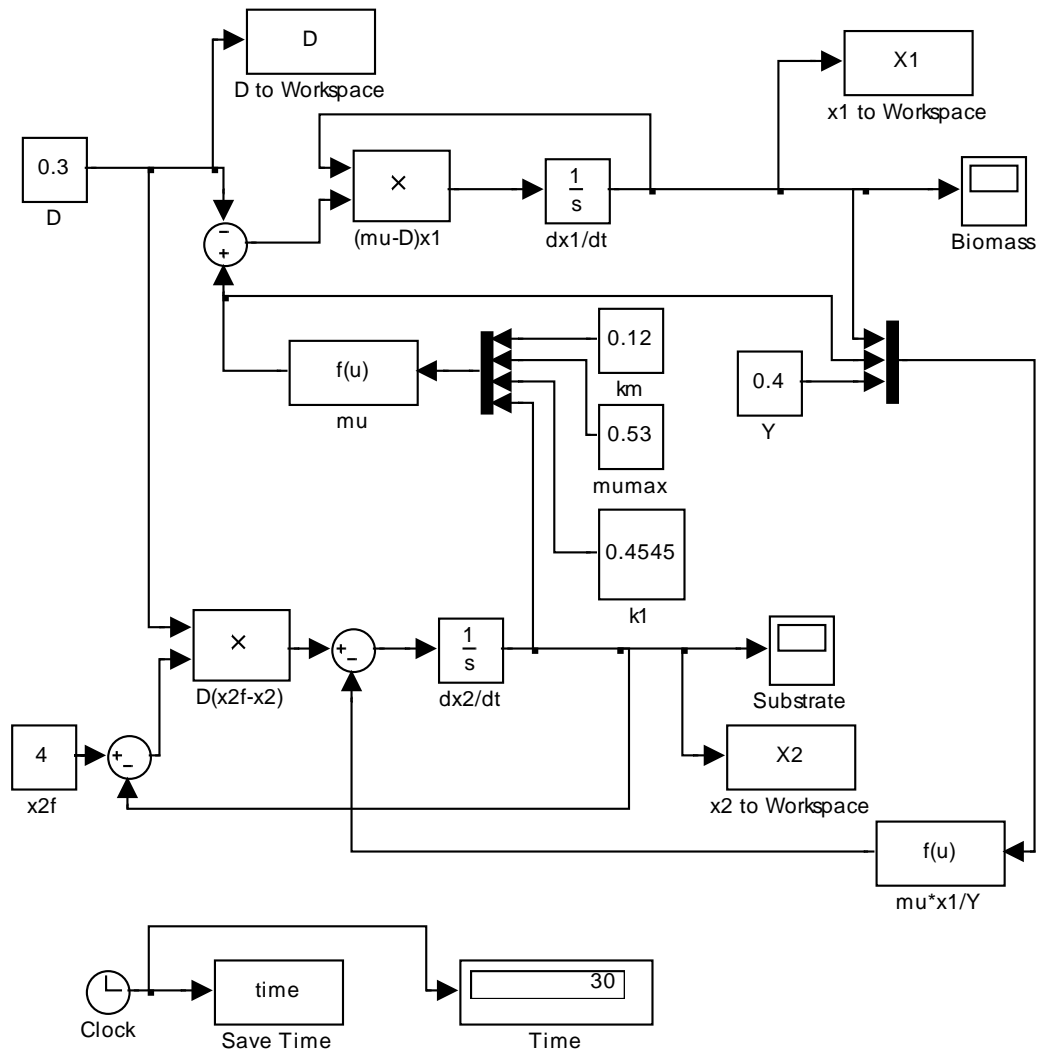 D
D to Workspace
X1
x1 to Workspace
0.3
D
×
(mu-D)x1
1
s
dx1/dt
Biomass
−
+
f(u)
mu
0.12
km
0.53
mumax
0.4545
k1
0.4
Y
×
D(x2f-x2)
+
−
1
s
dx2/dt
Substrate
4
x2f
+
−
X2
x2 to Workspace
f(u)
mu*x1/Y
Clock
time
Save Time
30
Time